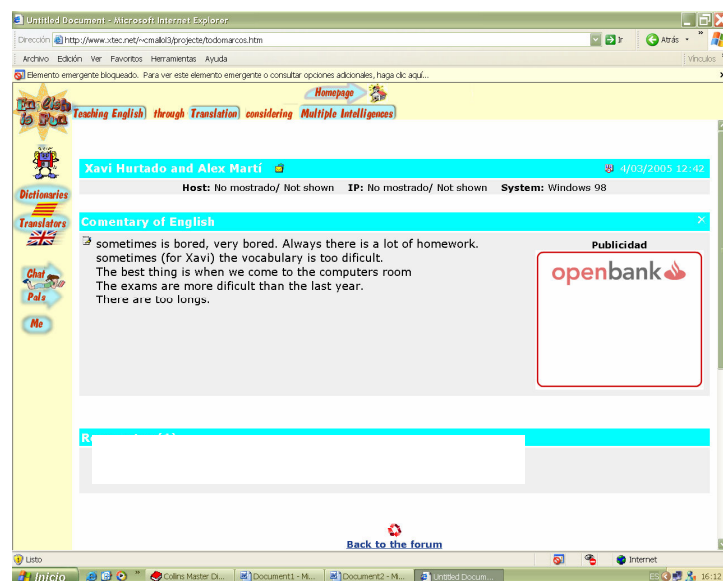 Untitled Document - Microsoft Internet Explorer
Dirección http://www.xtec.net/~cmallol3/projecte/todomarcos.htm Ir Atrás »
Archivo Edición Ver Favoritos Herramientas Ayuda Vínculos
Elemento emergente bloqueado. Para ver este elemento emergente o consultar opciones adicionales, haga clic aquí...
Homepage
is Fun Teaching English through Translation considering Multiple Intelligences
Xavi Hurtado and Alex Martí 4/03/2005 12:42
Host: No mostrado/ Not shown IP: No mostrado/ Not shown System: Windows 98
Dictionaries
Translators
Chat
Pals
Me
Comentary of English ×
sometimes is bored, very bored. Always there is a lot of homework.
sometimes (for Xavi) the vocabulary is too dificult.
The best thing is when we come to the computers room
The exams are more dificult than the last year.
There are too longs.
Publicidad
openbank
Back to the forum
Listo Internet
Inicio » Collins Master Di... Document1 - Mi... Document2 - Mi... Untitled Docum... ES 16:12